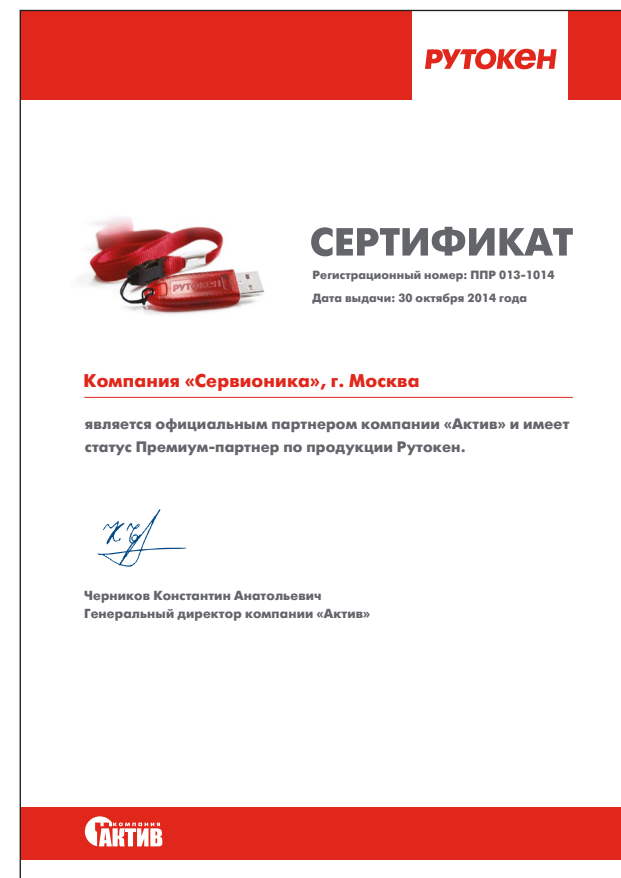 РУТОКЕН
СЕРТИФИКАТ
Регистрационный номер: ППР 013-1014
Дата выдачи: 30 октября 2014 года
РУТОКЕН
Компания «Сервионика», г. Москва
является официальным партнером компании «Актив» и имеет
статус Премиум-партнер по продукции Рутокен.
Черников Константин Анатольевич
Генеральный директор компании «Актив»
компания
АКТИВ